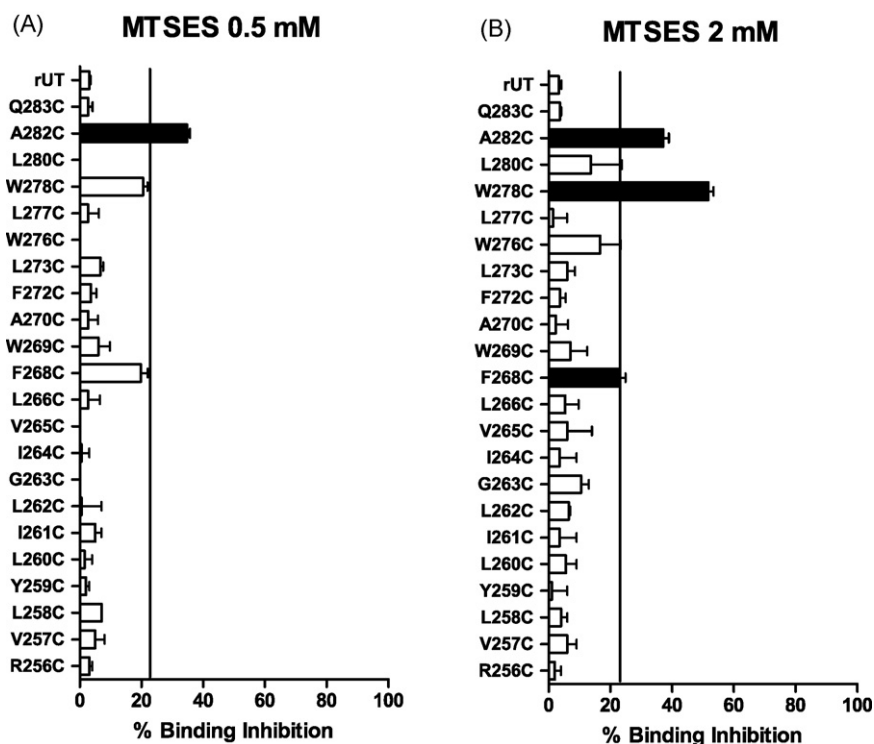 (A)
MTSES 0.5 mM
rUT
Q283C
A282C
L280C
W278C
L277C
W276C
L273C
F272C
A270C
W269C
F268C
L266C
V265C
I264C
G263C
L262C
I261C
L260C
Y259C
L258C
V257C
R256C
0 20 40 60 80 100
% Binding Inhibition
(B)
MTSES 2 mM
rUT
Q283C
A282C
L280C
W278C
L277C
W276C
L273C
F272C
A270C
W269C
F268C
L266C
V265C
I264C
G263C
L262C
I261C
L260C
Y259C
L258C
V257C
R256C
0 20 40 60 80 100
% Binding Inhibition